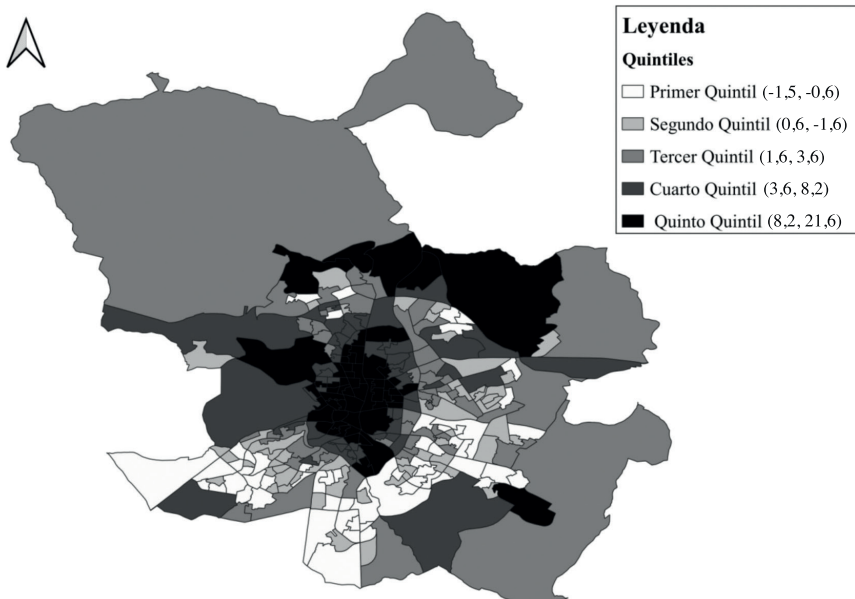 Leyenda
Quintiles
Primer Quintil (-1,5, -0,6)
Segundo Quintil (0,6, -1,6)
Tercer Quintil (1,6, 3,6)
Cuarto Quintil (3,6, 8,2)
Quinto Quintil (8,2, 21,6)